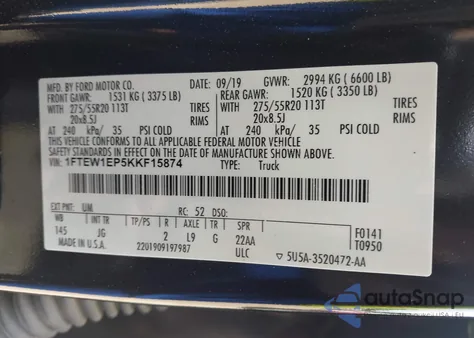 MFD. BY FORD MOTOR CO. 09/19 GVWR: 2994 KG ( 6600 LB)
FRONT GAWR: 1531 KG ( 3375 LB) REAR GAWR: 1520 KG ( 3350 LB)
WITH 275/55R20 113T TIRES WITH 275/55R20 113T TIRES
20x8.5J RIMS 20x8.5J RIMS
AT 240 kPa/ 35 PSI COLD AT 240 kPa/ 35 PSI COLD
THIS VEHICLE CONFORMS TO ALL APPLICABLE FEDERAL MOTOR VEHICLE
SAFETY STANDARDS IN EFFECT ON THE DATE OF MANUFACTURE SHOWN ABOVE.
VIN: 1FTEW1EP5KKF15874 TYPE: Truck
EXT PNT: UM RC: 52 DSO:
WB INT TR TP/PS R AXLE TR SPR
145 JG 2 L9 G 22AA F0141
MADE IN U.S.A. 2201909197987 ULC T0950
5U5A-3520472-AA
autoSnap